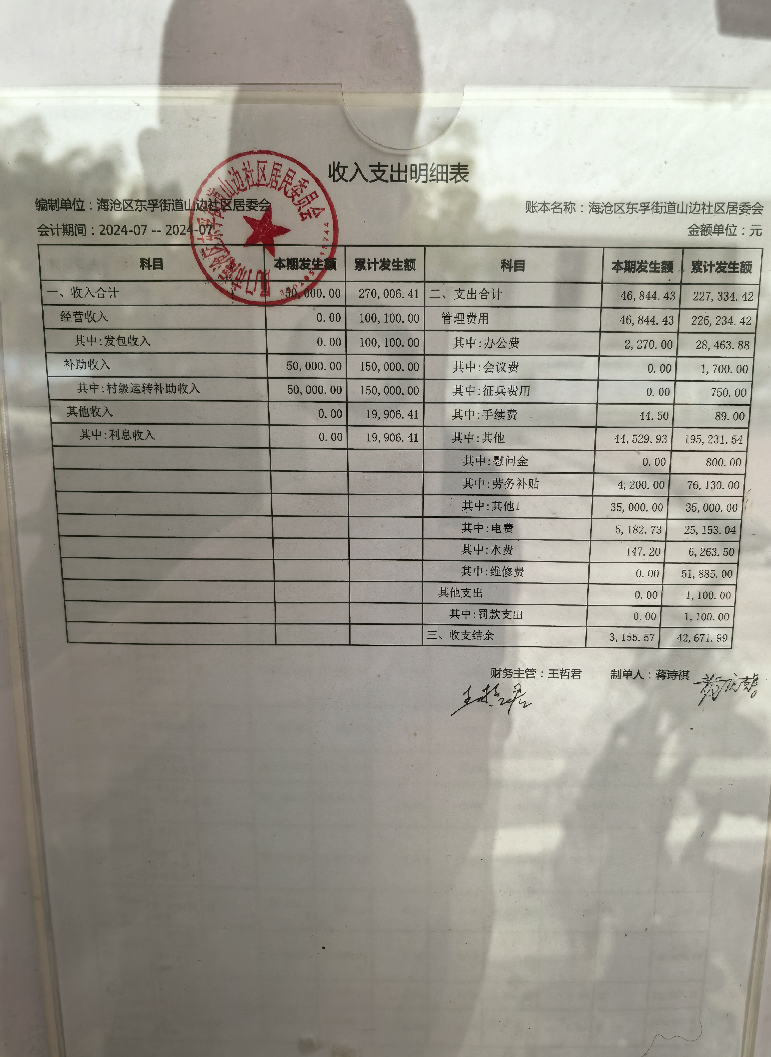 收入支出明细表
编制单位：海沧区东孚街道山边社区居委会 账本名称：海沧区东孚街道山边社区居委会
会计期间：2024-07 -- 2024-07 金额单位：元
科目 本期发生额 累计发生额 科目 本期发生额 累计发生额
一、收入合计 50,000.00 270,006.41 二、支出合计 46,844.43 227,334.42
经营收入 0.00 100,100.00 管理费用 46,844.43 226,234.42
其中:发包收入 0.00 100,100.00 其中:办公费 2,270.00 28,463.88
补助收入 50,000.00 150,000.00 其中:会议费 0.00 1,700.00
其中:村级运转补助收入 50,000.00 150,000.00 其中:征兵费用 0.00 750.00
其他收入 0.00 19,906.41 其中:手续费 44.50 89.00
其中:利息收入 0.00 19,906.41 其中:其他 44,529.93 195,231.54
其中:慰问金 0.00 800.00
其中:劳务补贴 4,200.00 76,130.00
其中:其他1 35,000.00 35,000.00
其中:电费 5,182.73 25,153.04
其中:水费 147.20 6,263.50
其中:维修费 0.00 51,885.00
其他支出 0.00 1,100.00
其中:罚款支出 0.00 1,100.00
三、收支结余 3,155.57 42,671.99
财务主管：王哲君 制单人：蒋诗祺
王哲君